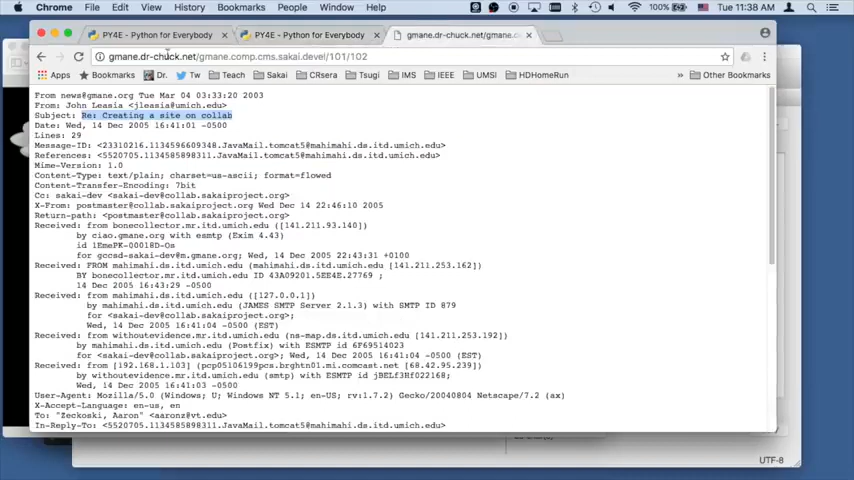 Chrome File Edit View History Bookmarks People Window Help 100% Tue 11:38 AM
PY4E - Python for Everybody × PY4E - Python for Everybody × gmane.dr-chuck.net/gmane.c ×
gmane.dr-chuck.net/gmane.comp.cms.sakai.devel/101/102
Apps Bookmarks Dr. Tw Teach Sakai CRsera Tsugi IMS IEEE UMSI HDHomeRun » Other Bookmarks
From news@gmane.org Tue Mar 04 03:33:20 2003
From: John Leasia <jleasia@umich.edu>
Subject: Re: Creating a site on collab
Date: Wed, 14 Dec 2005 16:41:01 -0500
Lines: 29
Message-ID: <23310216.1134596609348.JavaMail.tomcat5@mahimahi.ds.itd.umich.edu>
References: <5520705.1134585898311.JavaMail.tomcat5@mahimahi.ds.itd.umich.edu>
Mime-Version: 1.0
Content-Type: text/plain; charset=us-ascii; format=flowed
Content-Transfer-Encoding: 7bit
Cc: sakai-dev <sakai-dev@collab.sakaiproject.org>
X-From: postmaster@collab.sakaiproject.org Wed Dec 14 22:46:10 2005
Return-path: <postmaster@collab.sakaiproject.org>
Received: from bonecollector.mr.itd.umich.edu ([141.211.93.140])
by ciao.gmane.org with esmtp (Exim 4.43)
id 1EmePK-00018D-Os
for gccsd-sakai-dev@m.gmane.org; Wed, 14 Dec 2005 22:43:31 +0100
Received: FROM mahimahi.ds.itd.umich.edu (mahimahi.ds.itd.umich.edu [141.211.253.162])
BY bonecollector.mr.itd.umich.edu ID 43A09201.5EE4E.27769 ;
14 Dec 2005 16:43:29 -0500
Received: from mahimahi.ds.itd.umich.edu ([127.0.0.1])
by mahimahi.ds.itd.umich.edu (JAMES SMTP Server 2.1.3) with SMTP ID 879
for <sakai-dev@collab.sakaiproject.org>;
Wed, 14 Dec 2005 16:41:04 -0500 (EST)
Received: from withoutevidence.mr.itd.umich.edu (ns-map.ds.itd.umich.edu [141.211.253.192])
by mahimahi.ds.itd.umich.edu (Postfix) with ESMTP id 6F69514023
for <sakai-dev@collab.sakaiproject.org>; Wed, 14 Dec 2005 16:41:04 -0500 (EST)
Received: from [192.168.1.103] (pcp05106199pcs.brghtn01.mi.comcast.net [68.42.95.239])
by withoutevidence.mr.itd.umich.edu (smtp) with ESMTP id jBELf3Hf022168;
Wed, 14 Dec 2005 16:41:03 -0500
User-Agent: Mozilla/5.0 (Windows; U; Windows NT 5.1; en-US; rv:1.7.2) Gecko/20040804 Netscape/7.2 (ax)
X-Accept-Language: en-us, en
To: "Zeckoski, Aaron" <aaronz@vt.edu>
In-Reply-To: <5520705.1134585898311.JavaMail.tomcat5@mahimahi.ds.itd.umich.edu>
UTF-8